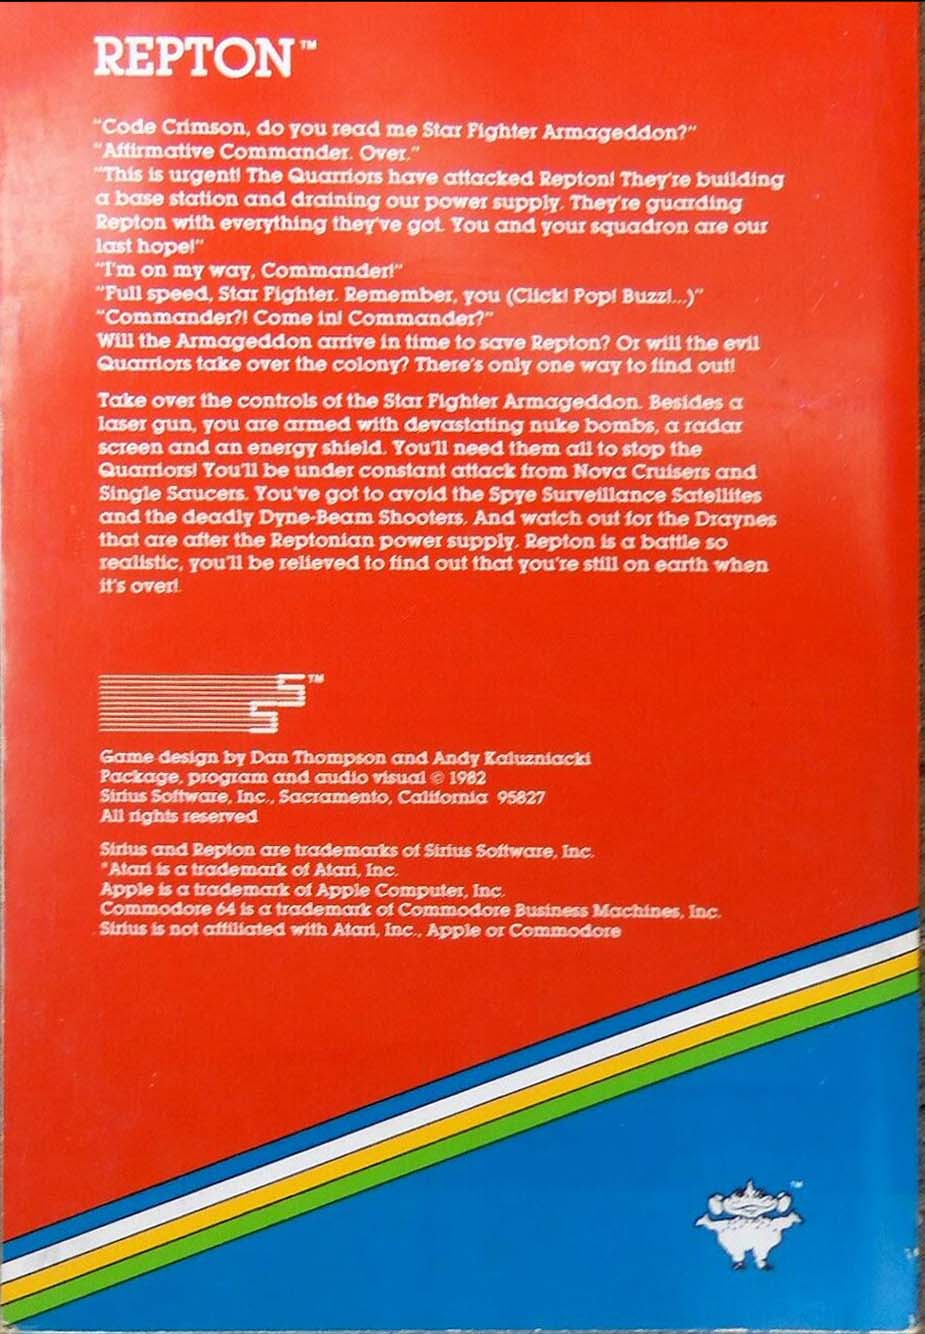 REPTON™
"Code Crimson, do you read me Star Fighter Armageddon?"
"Affirmative Commander. Over."
"This is urgent! The Quarriors have attacked Repton! They're building
a base station and draining our power supply. They're guarding
Repton with everything they've got. You and your squadron are our
last hope!"
"I'm on my way, Commander!"
"Full speed, Star Fighter. Remember, you (Click! Pop! Buzz!...)"
"Commander?! Come in! Commander?"
Will the Armageddon arrive in time to save Repton? Or will the evil
Quarriors take over the colony? There's only one way to find out!
Take over the controls of the Star Fighter Armageddon. Besides a
laser gun, you are armed with devastating nuke bombs, a radar
screen and an energy shield. You'll need them all to stop the
Quarriors! You'll be under constant attack from Nova Cruisers and
Single Saucers. You've got to avoid the Spye Surveillance Satellites
and the deadly Dyne-Beam Shooters. And watch out for the Draynes
that are after the Reptonian power supply. Repton is a battle so
realistic, you'll be relieved to find out that you're still on earth when
it's over!
SS™
Game design by Dan Thompson and Andy Kaluzniacki
Package, program and audio visual © 1982
Sirius Software, Inc., Sacramento, California 95827
All rights reserved
Sirius and Repton are trademarks of Sirius Software, Inc.
*Atari is a trademark of Atari, Inc.
Apple is a trademark of Apple Computer, Inc.
Commodore 64 is a trademark of Commodore Business Machines, Inc.
Sirius is not affiliated with Atari, Inc., Apple or Commodore
™